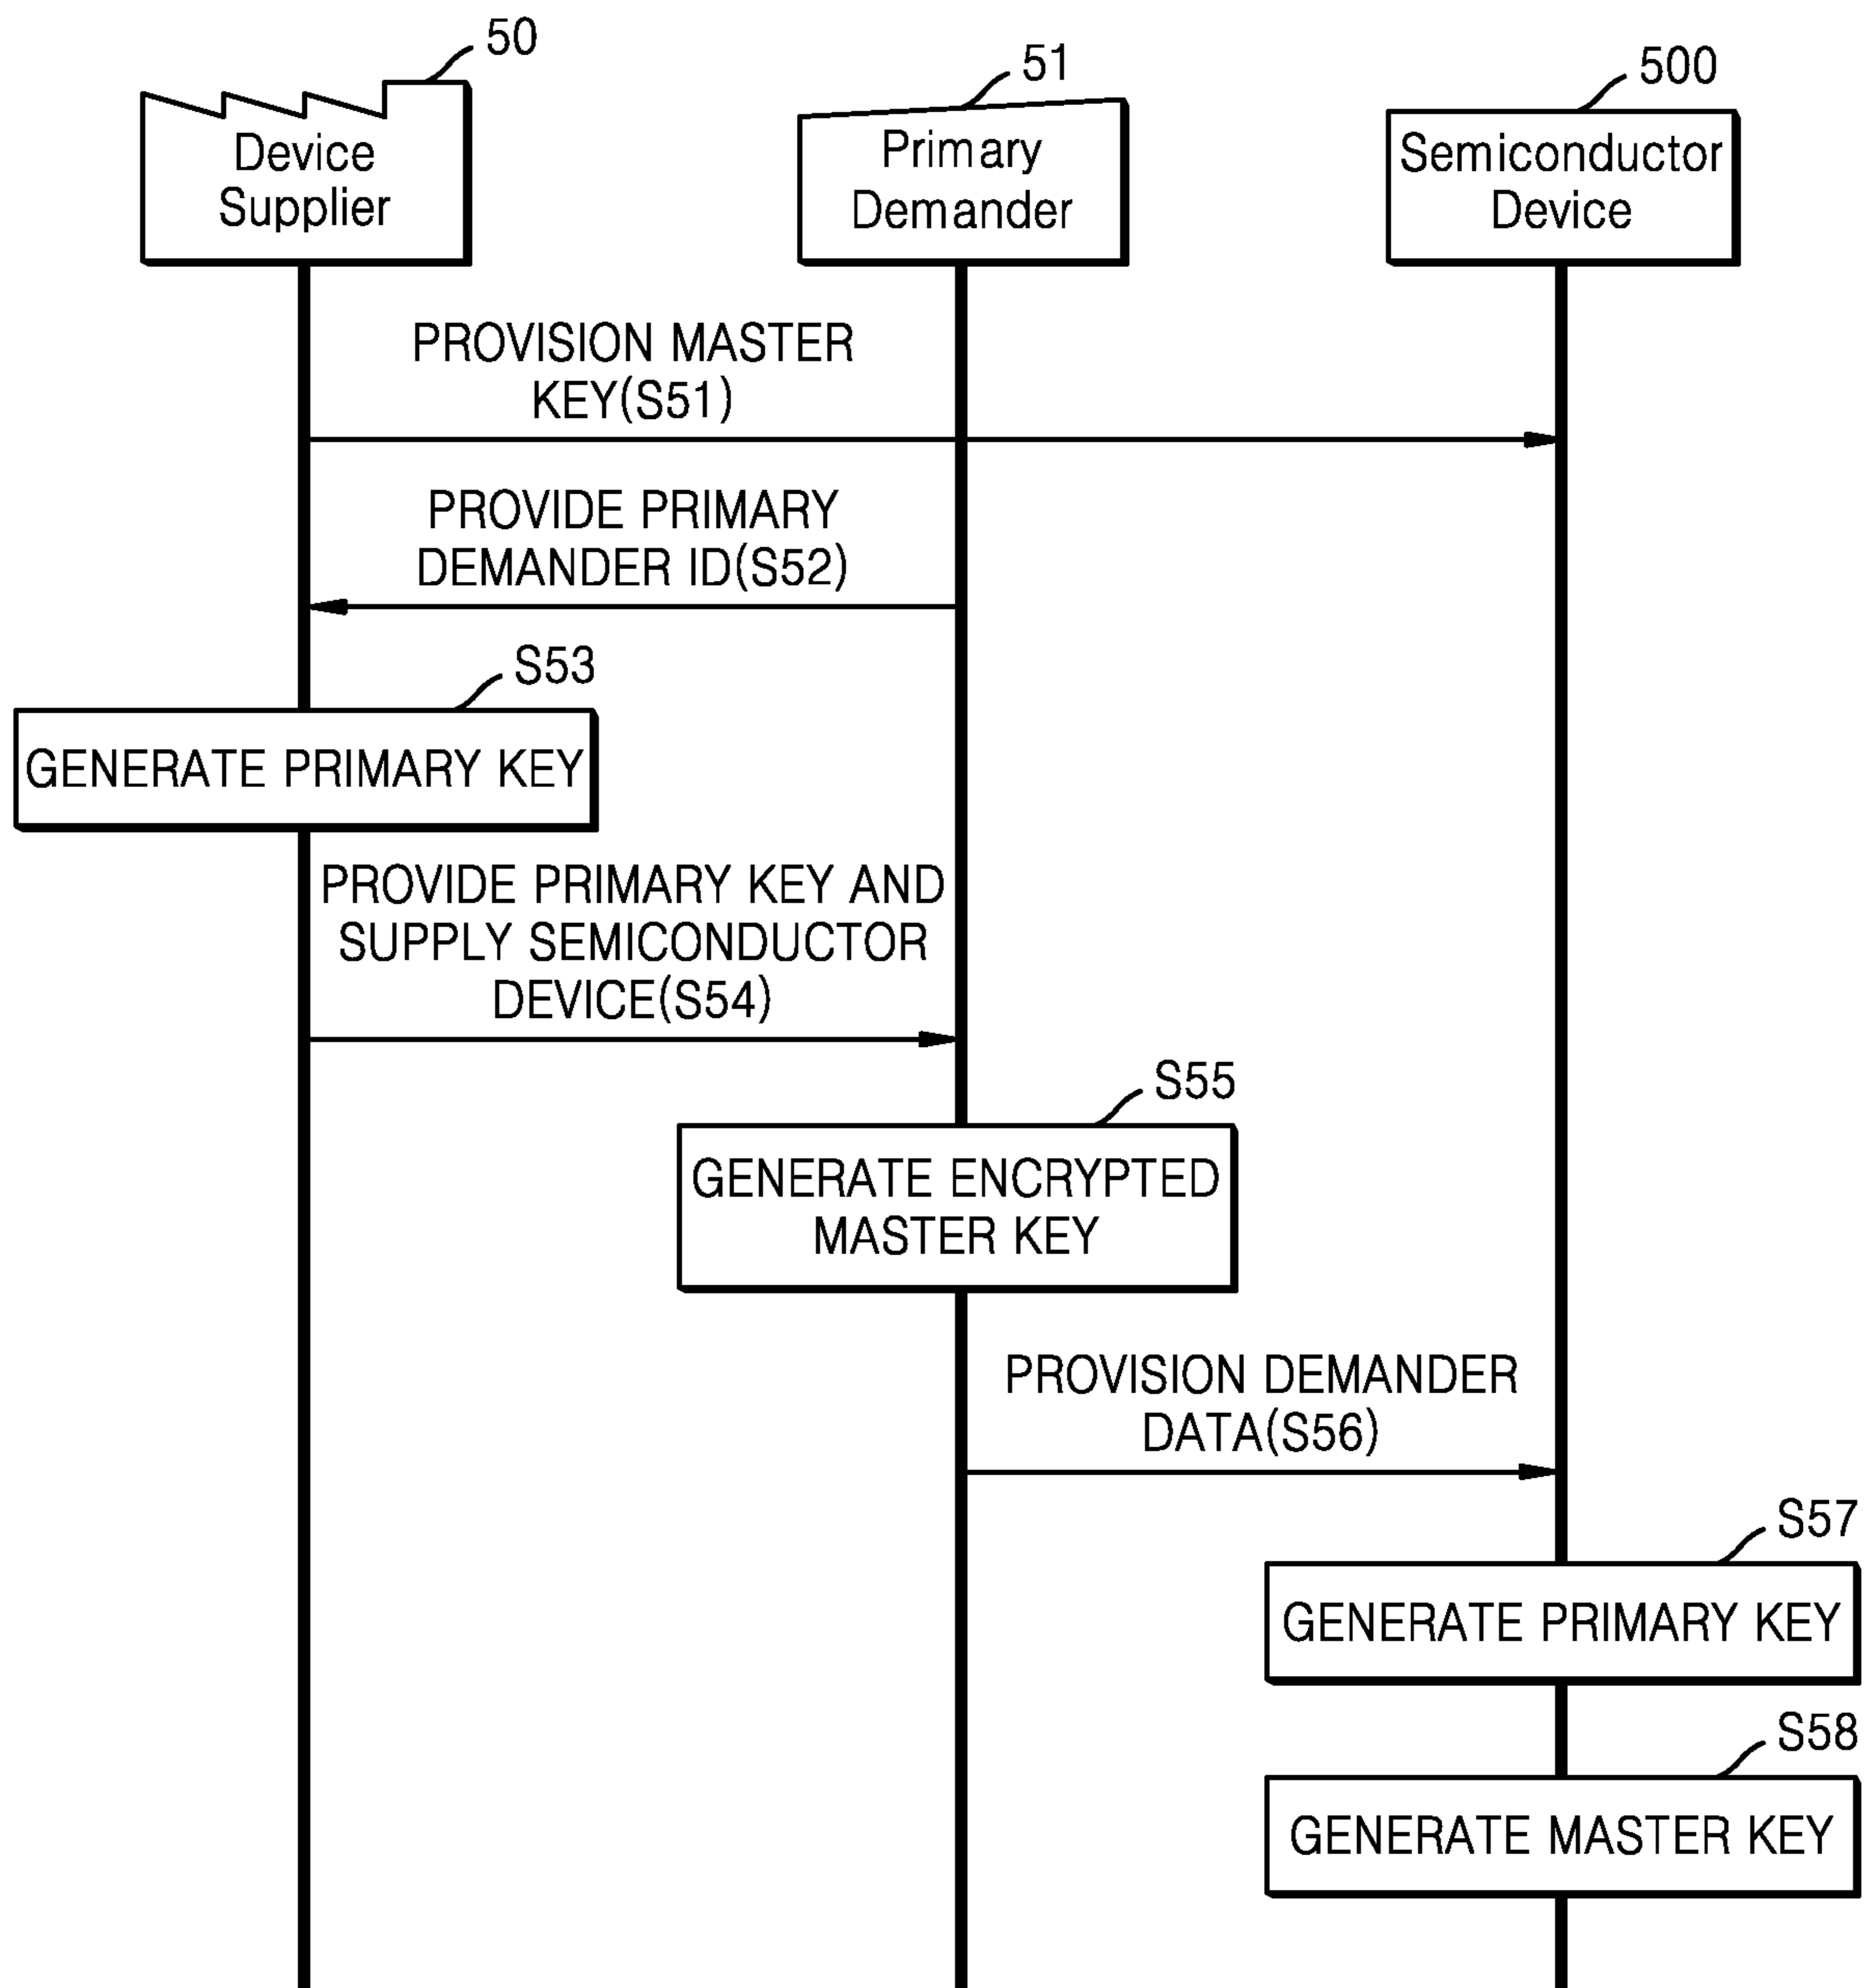 50
51
500
Device
Supplier
Primary
Demander
Semiconductor
Device
PROVISION MASTER
KEY(S51)
PROVIDE PRIMARY
DEMANDER ID(S52)
S53
GENERATE PRIMARY KEY
PROVIDE PRIMARY KEY AND
SUPPLY SEMICONDUCTOR
DEVICE(S54)
S55
GENERATE ENCRYPTED
MASTER KEY
PROVISION DEMANDER
DATA(S56)
S57
GENERATE PRIMARY KEY
S58
GENERATE MASTER KEY